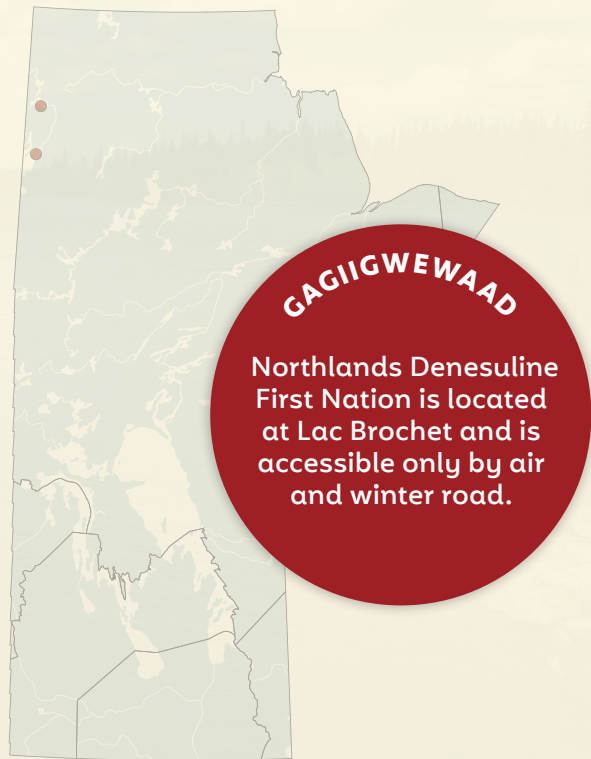 GAGIIGWEWAAD
Northlands Denesuline
First Nation is located
at Lac Brochet and is
accessible only by air
and winter road.